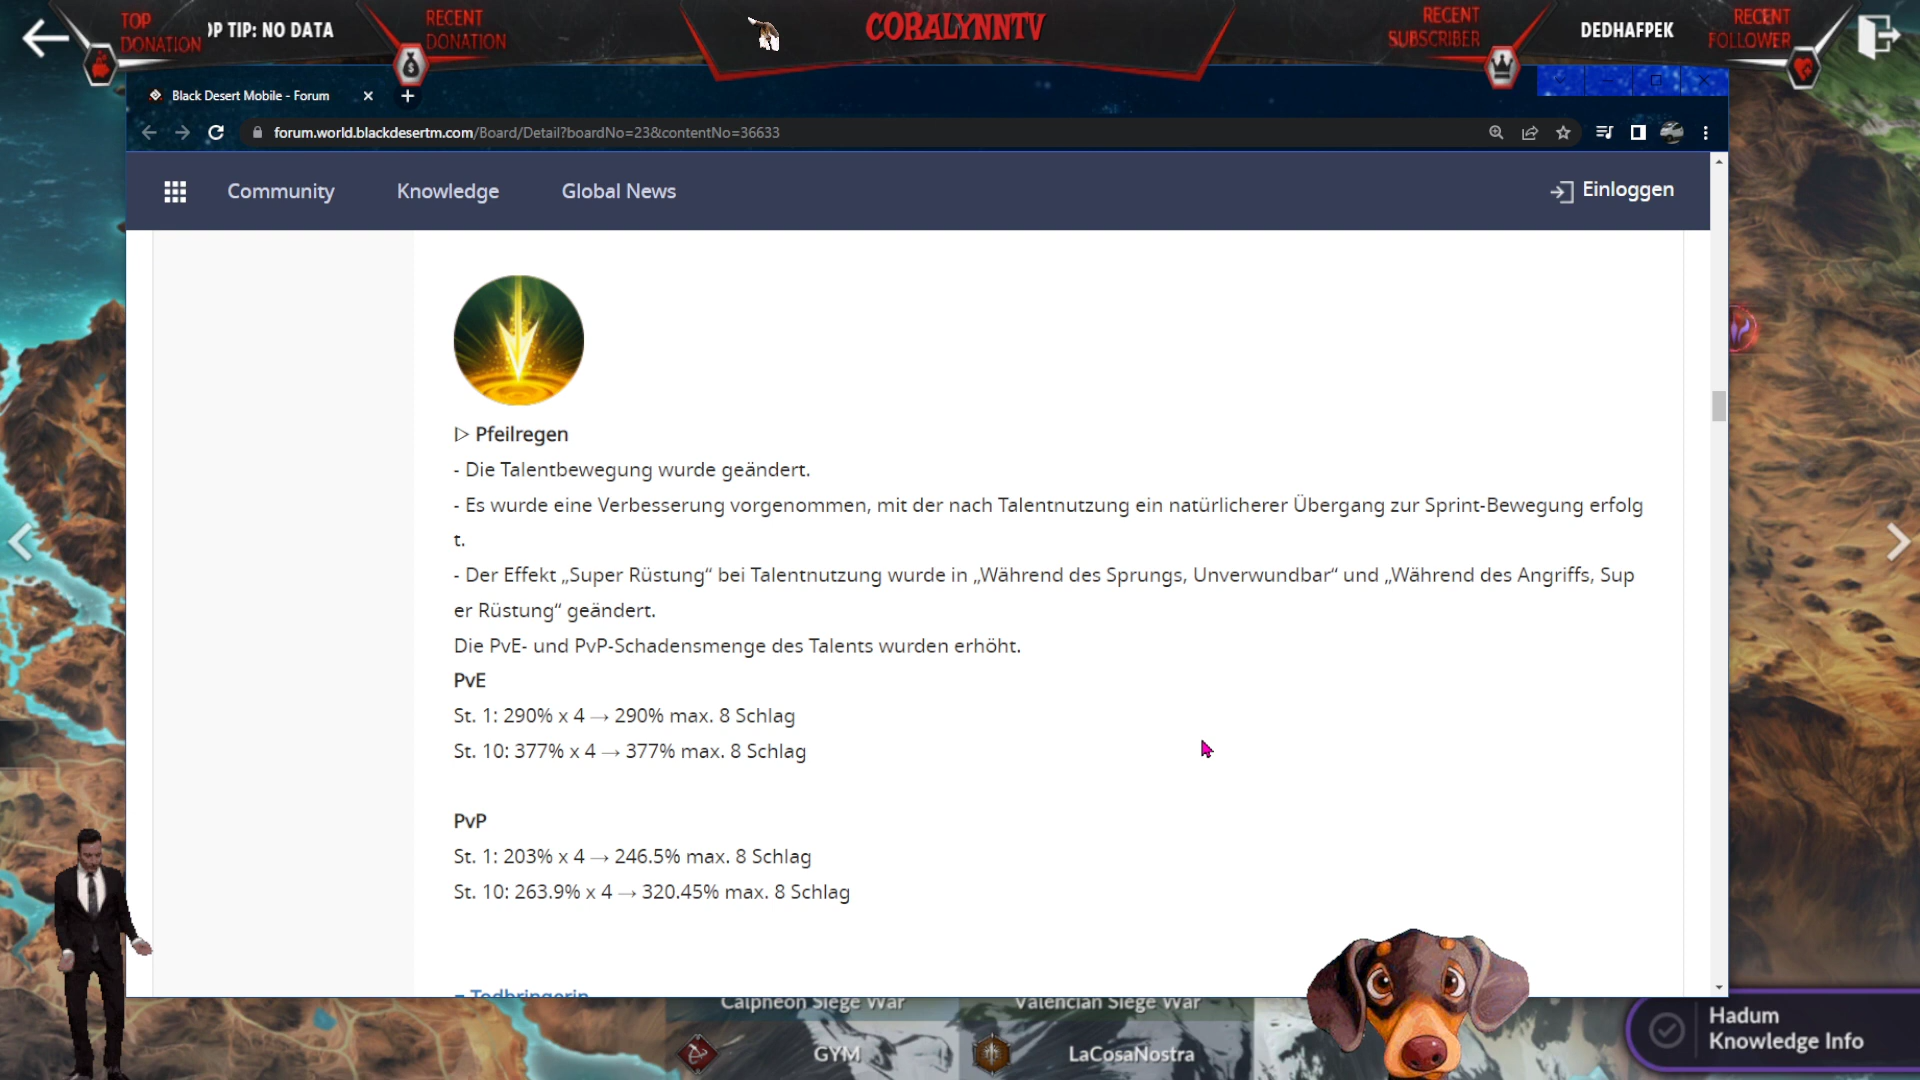 TOP
DONATION
OP TIP: NO DATA
RECENT
DONATION
CORALYNNTV
RECENT
SUBSCRIBER
DEDHAFPEK
RECENT
FOLLOWER
Black Desert Mobile - Forum
forum.world.blackdesertm.com/Board/Detail?boardNo=23&contentNo=36633
Community
Knowledge
Global News
Einloggen
▷ Pfeilregen
- Die Talentbewegung wurde geändert.
- Es wurde eine Verbesserung vorgenommen, mit der nach Talentnutzung ein natürlicherer Übergang zur Sprint-Bewegung erfolg
t.
- Der Effekt „Super Rüstung“ bei Talentnutzung wurde in „Während des Sprungs, Unverwundbar“ und „Während des Angriffs, Sup
er Rüstung“ geändert.
Die PvE- und PvP-Schadensmenge des Talents wurden erhöht.
PvE
St. 1: 290% x 4 → 290% max. 8 Schlag
St. 10: 377% x 4 → 377% max. 8 Schlag
PvP
St. 1: 203% x 4 → 246.5% max. 8 Schlag
St. 10: 263.9% x 4 → 320.45% max. 8 Schlag
- Todbringerin
Calpheon Siege War
Valencian Siege War
GYM
LaCosaNostra
Hadum
Knowledge Info